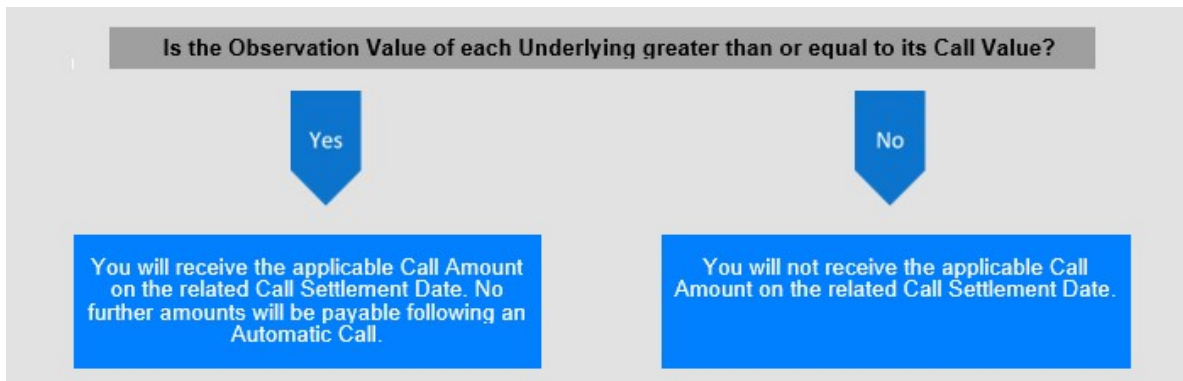 Is the Observation Value of each Underlying greater than or equal to its Call Value?
Yes
No
You will receive the applicable Call Amount
on the related Call Settlement Date. No
further amounts will be payable following an
Automatic Call.
You will not receive the applicable Call
Amount on the related Call Settlement Date.